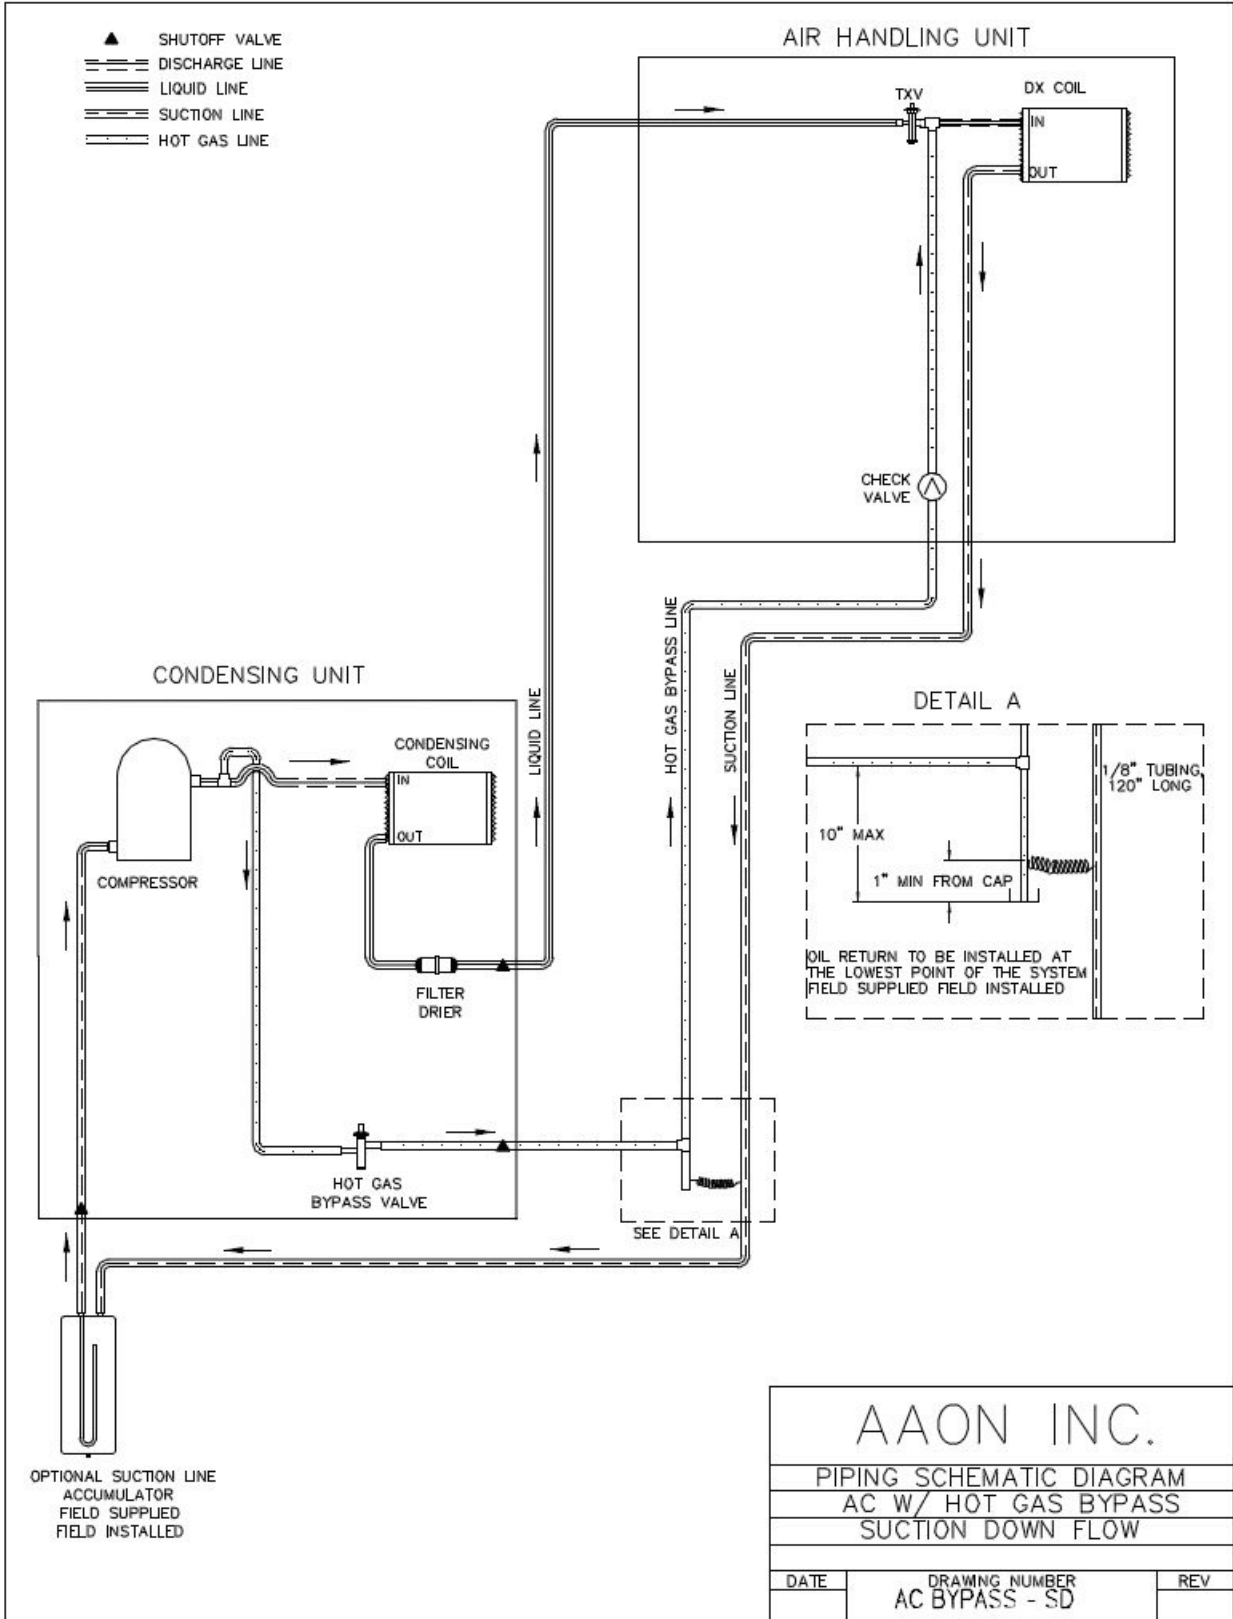 SHUTOFF VALVE
DISCHARGE LINE
LIQUID LINE
SUCTION LINE
HOT GAS LINE
AIR HANDLING UNIT
TXV
DX COIL
IN
OUT
CHECK
VALVE
CONDENSING UNIT
CONDENSING
COIL
IN
OUT
COMPRESSOR
FILTER
DRIER
LIQUID LINE
HOT GAS BYPASS LINE
SUCTION LINE
HOT GAS
BYPASS VALVE
SEE DETAIL A
DETAIL A
1/8" TUBING,
120" LONG
10" MAX
1" MIN FROM CAP
OIL RETURN TO BE INSTALLED AT
THE LOWEST POINT OF THE SYSTEM
FIELD SUPPLIED FIELD INSTALLED
OPTIONAL SUCTION LINE
ACCUMULATOR
FIELD SUPPLIED
FIELD INSTALLED
AAON INC.
PIPING SCHEMATIC DIAGRAM
AC W/ HOT GAS BYPASS
SUCTION DOWN FLOW
DATE
DRAWING NUMBER
AC BYPASS - SD
REV